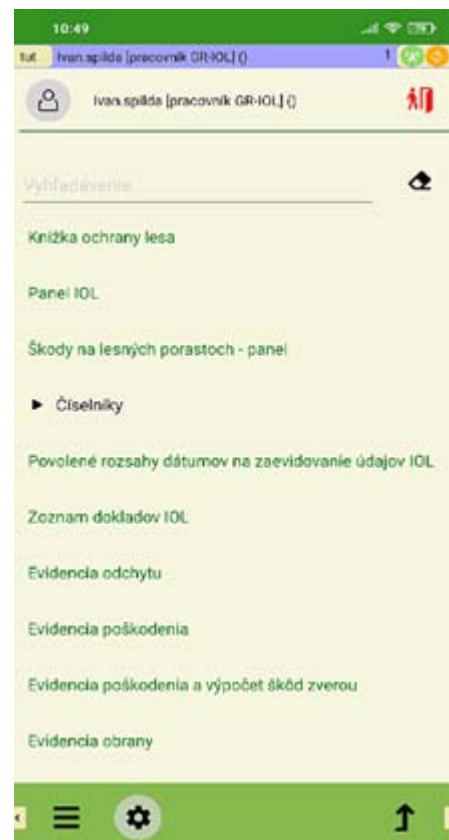 10:49
tut Ivan.spilda [pracovník GR-IOL] () 1
Ivan.spilda [pracovník GR-IOL] ()
Vyhľadávanie
Knižka ochrany lesa
Panel IOL
Škody na lesných porastoch - panel
Číselníky
Povolené rozsahy dátumov na zaevidovanie údajov IOL
Zoznam dokladov IOL
Evidencia odchytu
Evidencia poškodenia
Evidencia poškodenia a výpočet škôd zverou
Evidencia obrany